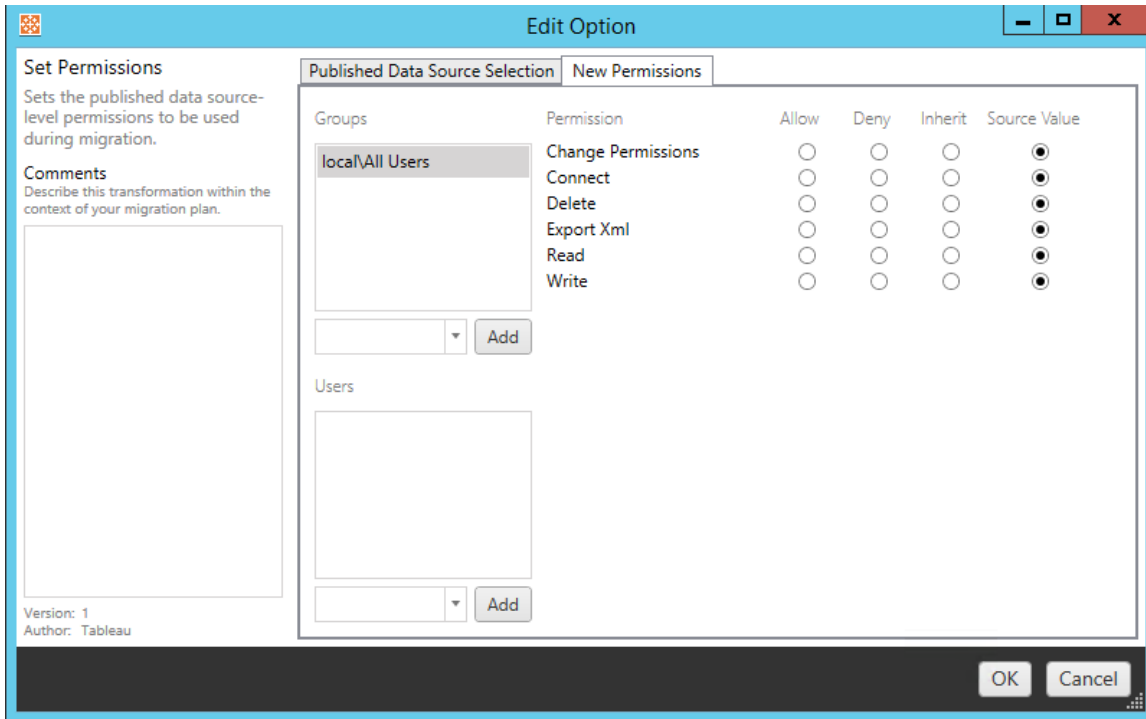 Edit Option
Set Permissions
Sets the published data source-
level permissions to be used
during migration.
Comments
Describe this transformation within the
context of your migration plan.
Version: 1
Author: Tableau
Published Data Source Selection New Permissions
Groups
local\All Users
Add
Users
Add
Permission Allow Deny Inherit Source Value
Change Permissions
Connect
Delete
Export Xml
Read
Write
OK Cancel